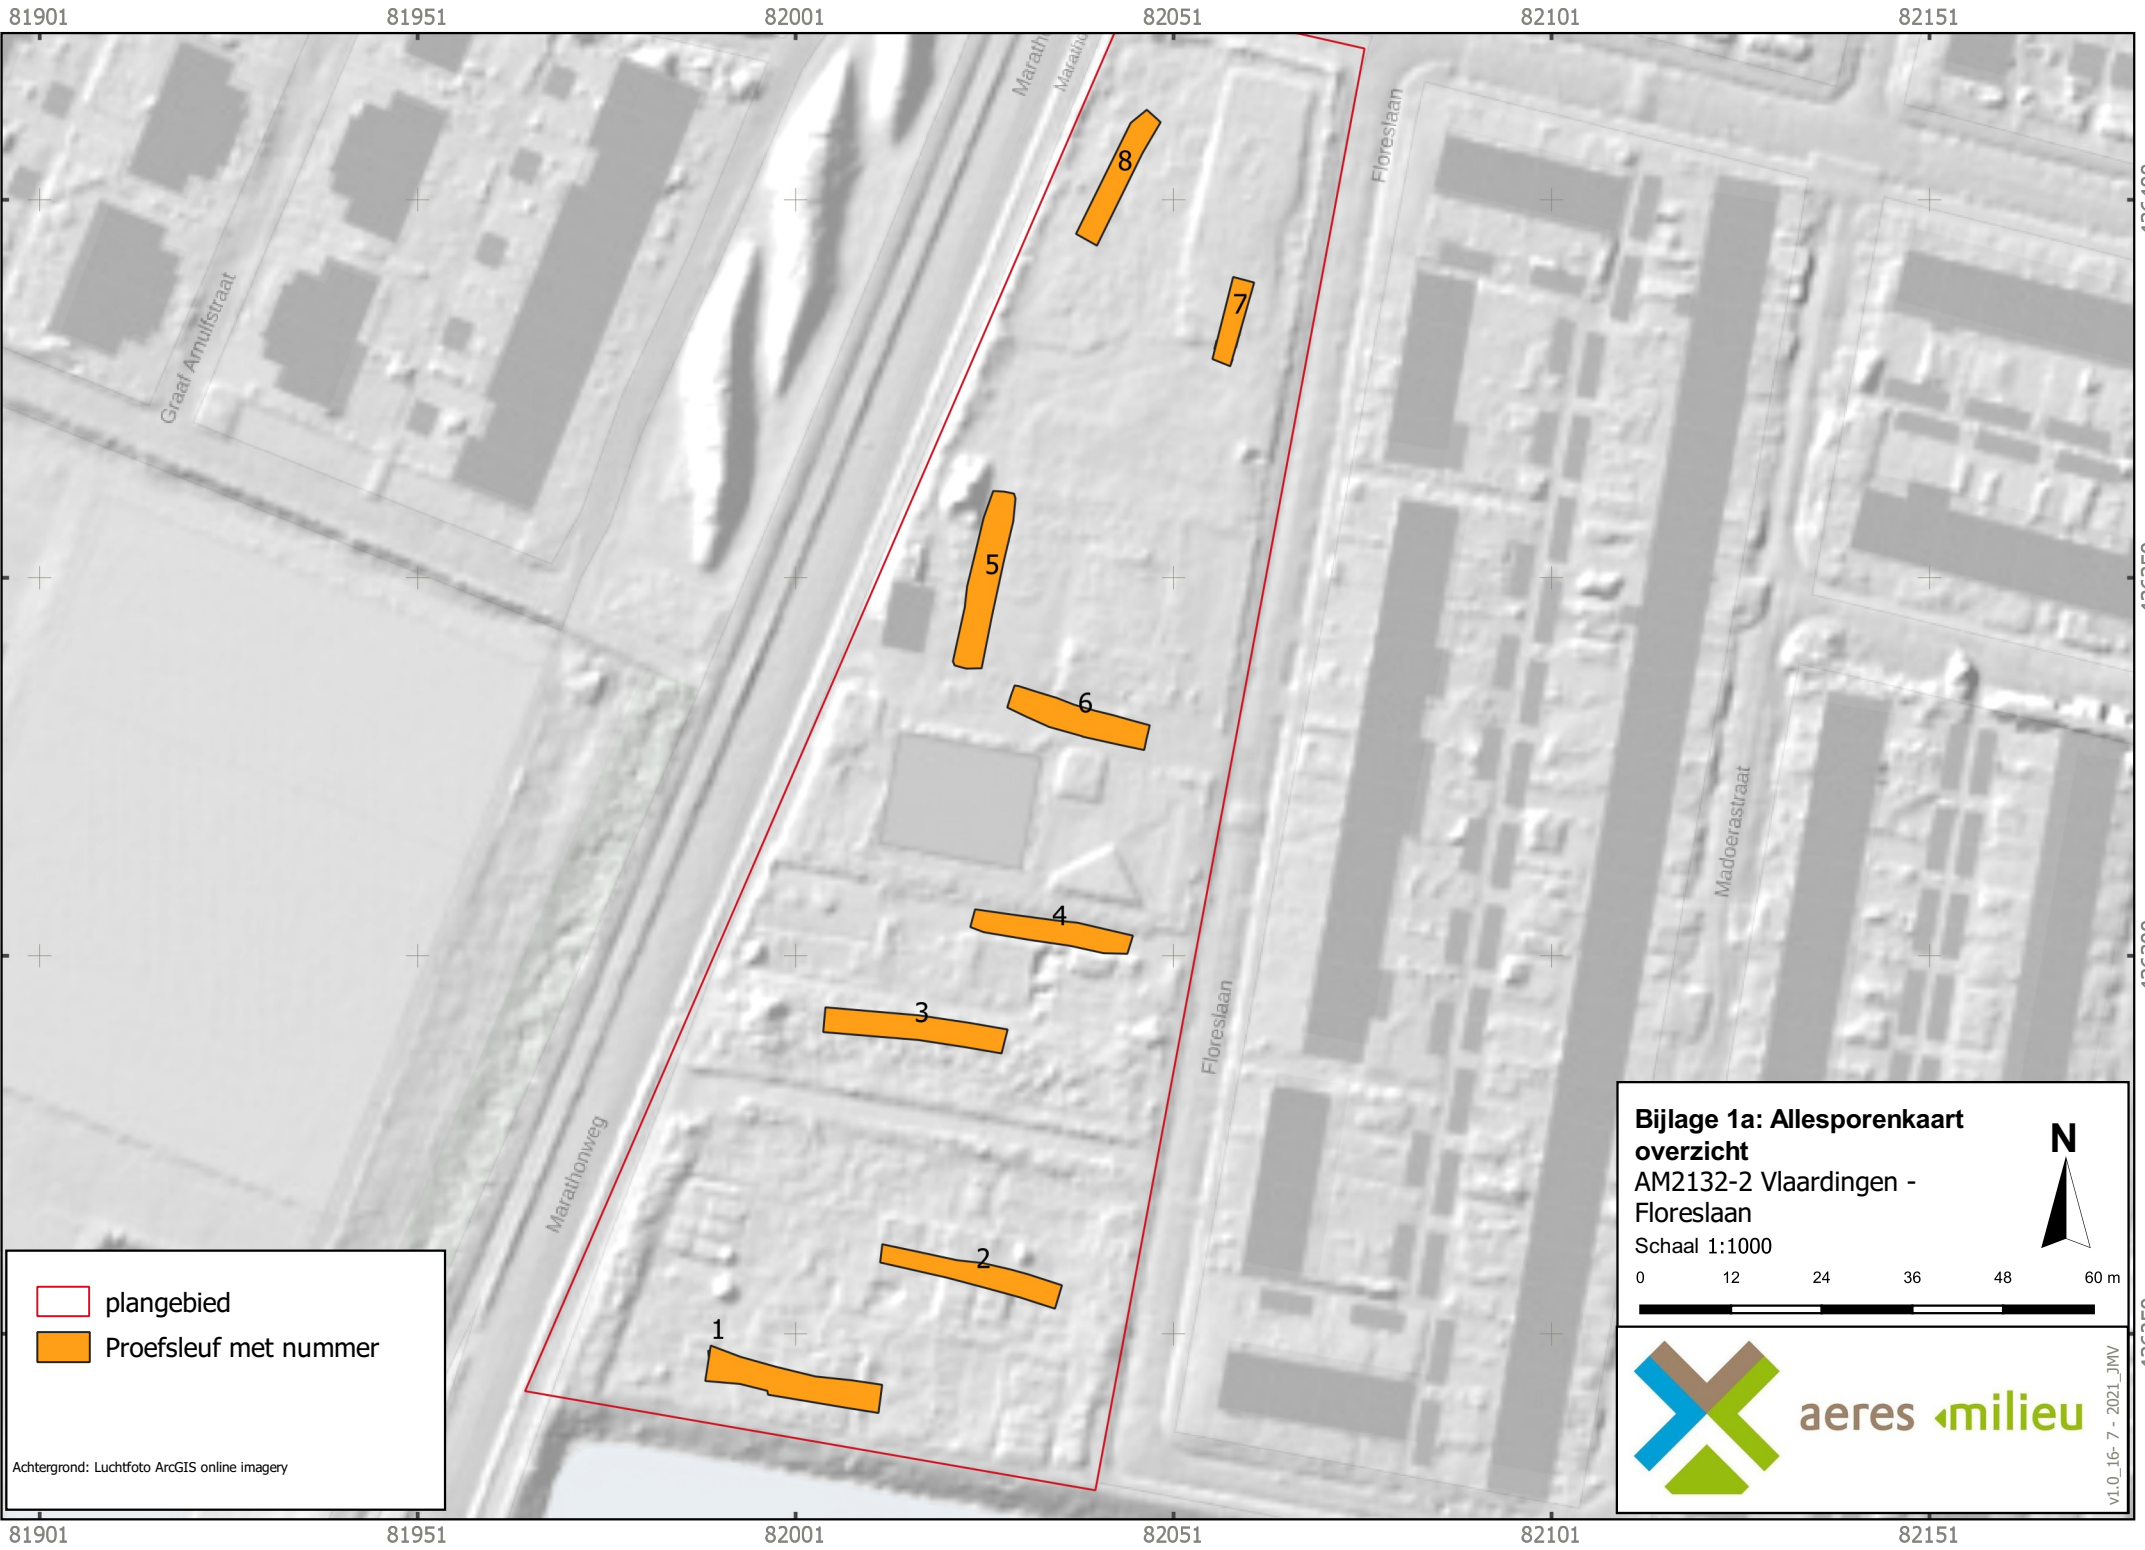 81901 81951 82001 82051 82101 82151
Floreslaan
Graaf Arnulfstraat
8
7
5
6
4
3
2
1
Madoerastraat
Floreslaan
Marathonweg
plangebied
Proefsleuf met nummer
Achtergrond: Luchtfoto ArcGIS online imagery
Bijlage 1a: Allesporenkaart
overzicht
AM2132-2 Vlaardingen -
Floreslaan
Schaal 1:1000
N
0 12 24 36 48 60 m
aeres milieu
v1.0_16- 7 - 2021_JMV
81901 81951 82001 82051 82101 82151